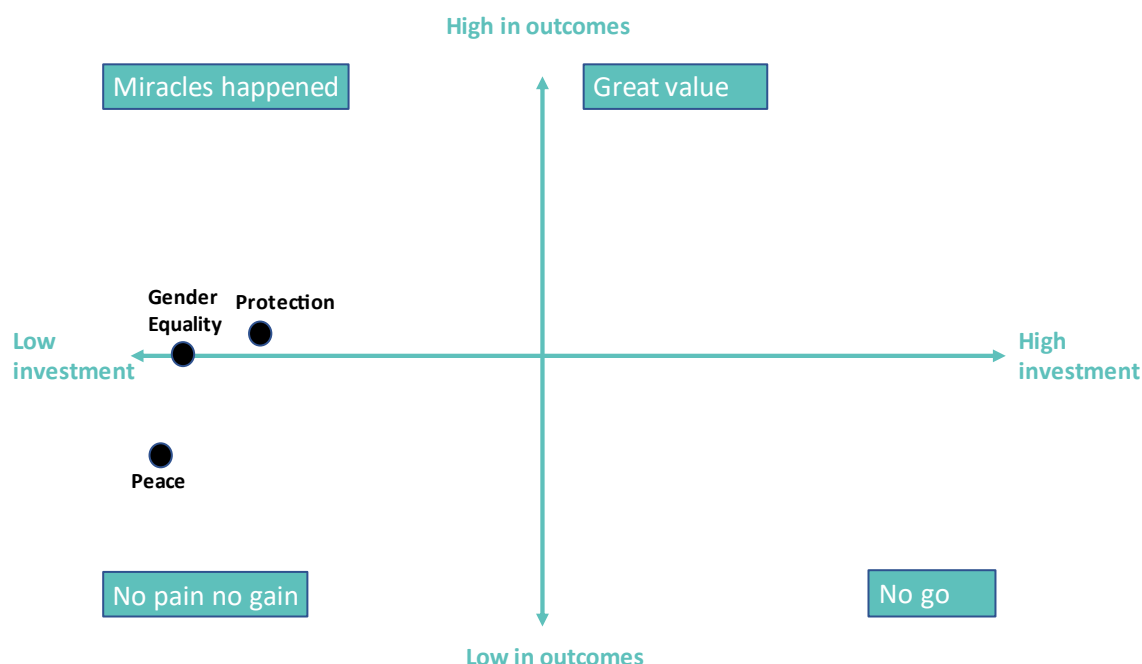 High in outcomes
Miracles happened
Great value
Gender
Equality
Protection
Low
investment
High
investment
Peace
No pain no gain
No go
Low in outcomes